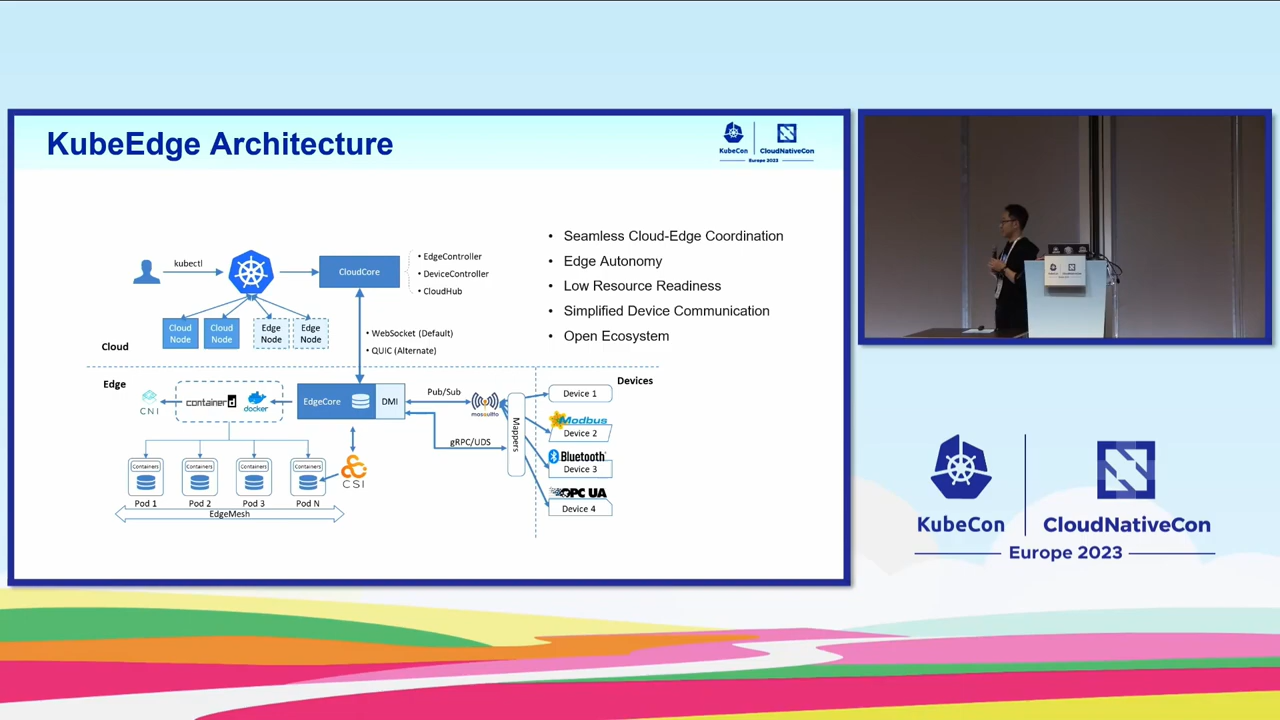 KubeEdge Architecture
KubeCon
CloudNativeCon
Europe 2023
kubectl
CloudCore
• EdgeController
• DeviceController
• CloudHub
Cloud Node
Cloud Node
Edge Node
Edge Node
Cloud
• WebSocket (Default)
• QUIC (Alternate)
• Seamless Cloud-Edge Coordination
• Edge Autonomy
• Low Resource Readiness
• Simplified Device Communication
• Open Ecosystem
Edge
Devices
CNI
containerd
docker
EdgeCore
DMI
Pub/Sub
mosquitto
gRPC/UDS
Mappers
Device 1
Modbus
Device 2
Bluetooth
Device 3
OPC UA
Device 4
Containers
Containers
Containers
Containers
CSI
Pod 1
Pod 2
Pod 3
Pod N
EdgeMesh
KubeCon
CloudNativeCon
Europe 2023